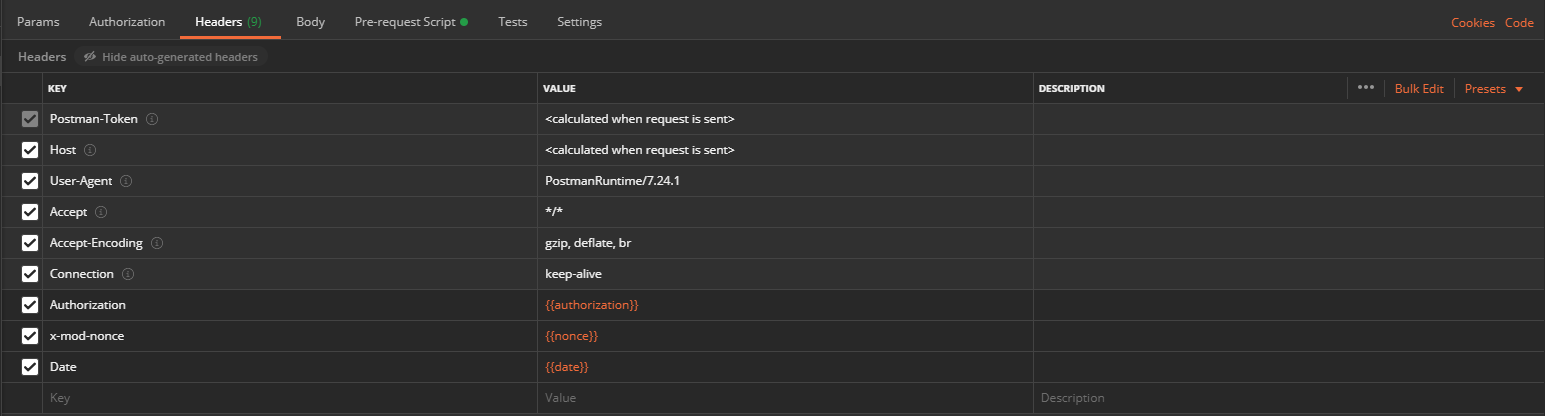 Params Authorization Headers (9) Body Pre-request Script Tests Settings Cookies Code
Headers Hide auto-generated headers
KEY VALUE DESCRIPTION ••• Bulk Edit Presets
Postman-Token <calculated when request is sent>
Host <calculated when request is sent>
User-Agent PostmanRuntime/7.24.1
Accept */*
Accept-Encoding gzip, deflate, br
Connection keep-alive
Authorization {{authorization}}
x-mod-nonce {{nonce}}
Date {{date}}
Key Value Description